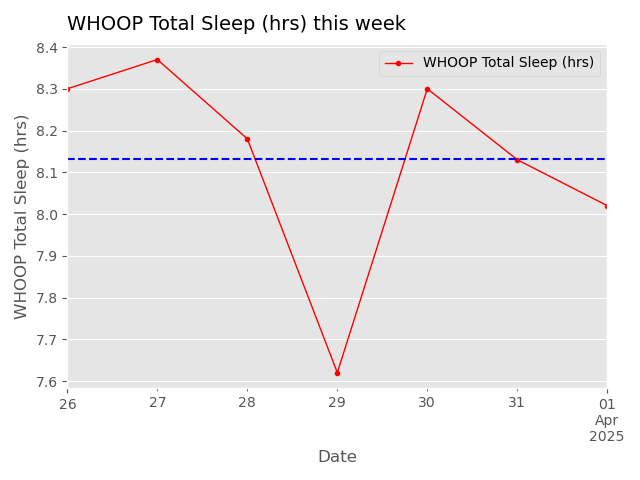 WHOOP Total Sleep (hrs) this week
WHOOP Total Sleep (hrs)
WHOOP Total Sleep (hrs)
8.4
8.3
8.2
8.1
8.0
7.9
7.8
7.7
7.6
26 27 28 29 30 31 01
Apr
2025
Date